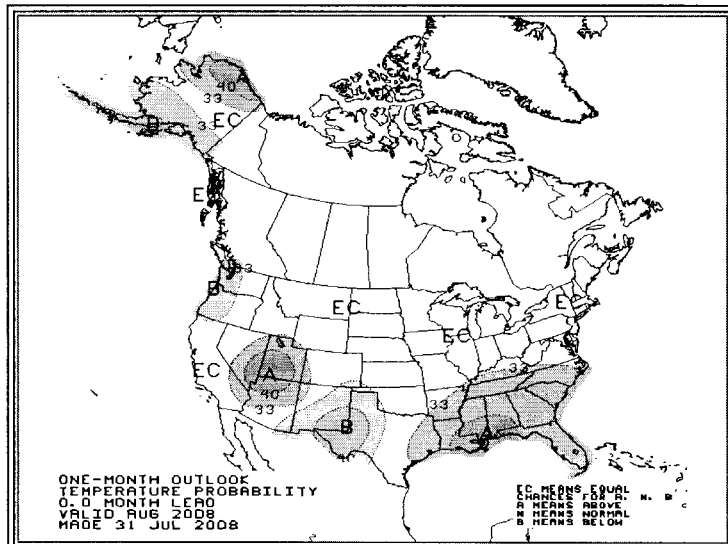 A
40
33
B
33
EC
E
33
B
EC
EC
EC
EC
A
40
33
33
33
B
A
ONE-MONTH OUTLOOK
TEMPERATURE PROBABILITY
0.0 MONTH LEAD
VALID AUG 2008
MADE 31 JUL 2008
EC MEANS EQUAL
CHANCES FOR A, N, B
A MEANS ABOVE
N MEANS NORMAL
B MEANS BELOW